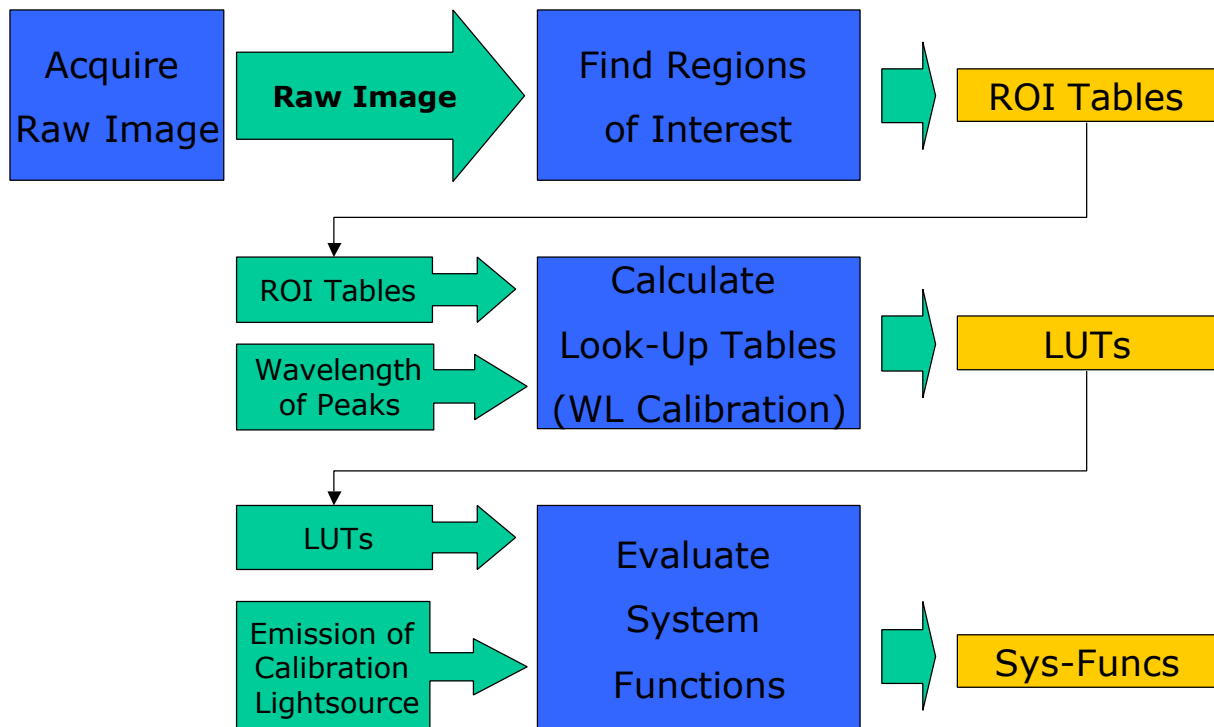 Acquire
Raw Image
Raw Image
Find Regions
of Interest
ROI Tables
ROI Tables
Wavelength
of Peaks
Calculate
Look-Up Tables
(WL Calibration)
LUTs
LUTs
Emission of
Calibration
Lightsource
Evaluate
System
Functions
Sys-Funcs